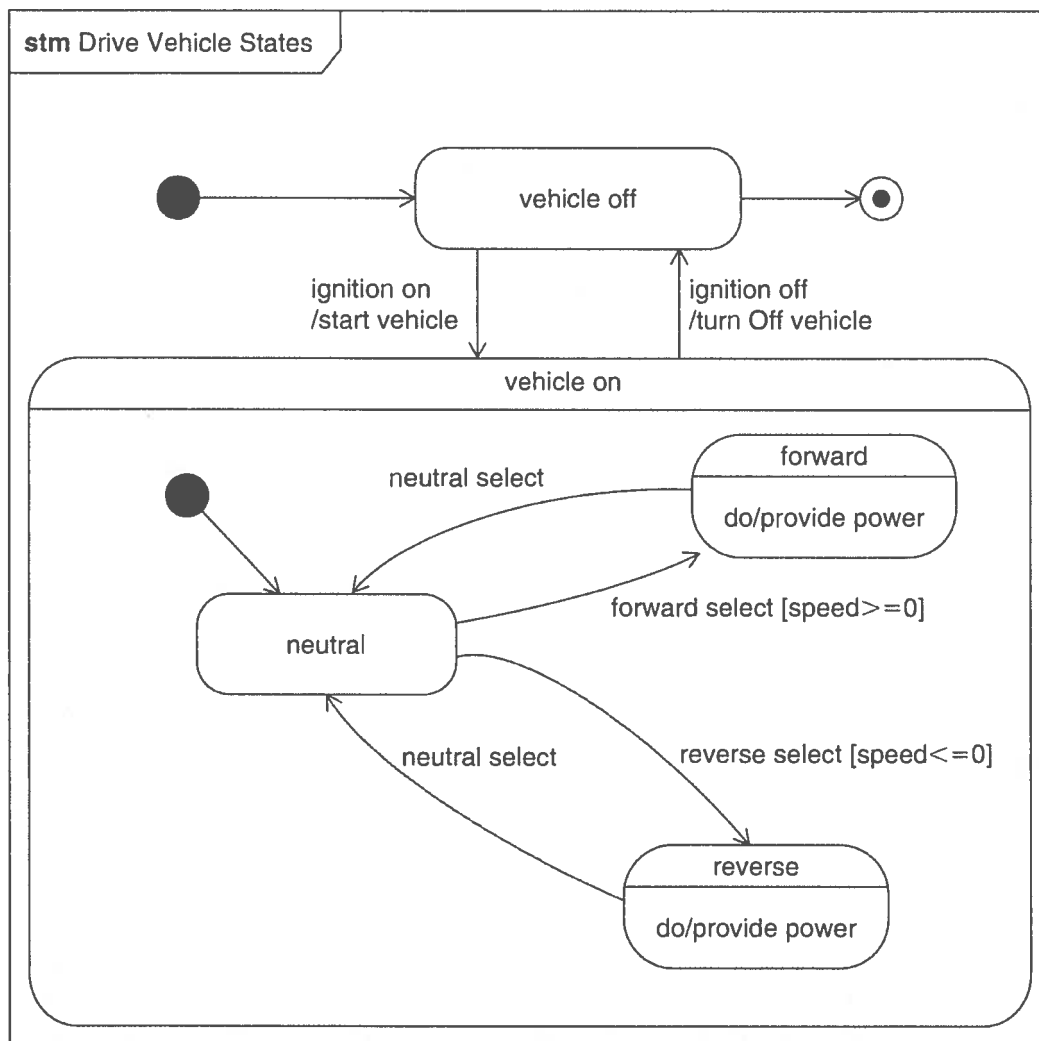 stm Drive Vehicle States
vehicle off
ignition on
/start vehicle
ignition off
/turn Off vehicle
vehicle on
forward
do/provide power
neutral select
forward select [speed>=0]
neutral
neutral select
reverse select [speed<=0]
reverse
do/provide power